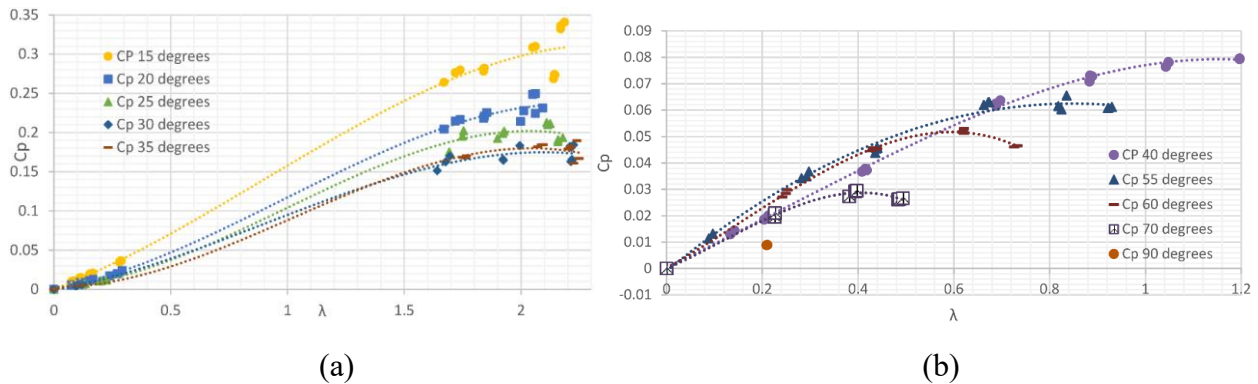 0.35
0.3
0.25
0.2
0.15
0.1
0.05
0
Cp
CP 15 degrees
Cp 20 degrees
Cp 25 degrees
Cp 30 degrees
Cp 35 degrees
0 0.5 1 1.5 2
λ
(a)
0.09
0.08
0.07
0.06
0.05
0.04
0.03
0.02
0.01
0
-0.01
Cp
CP 40 degrees
Cp 55 degrees
Cp 60 degrees
Cp 70 degrees
Cp 90 degrees
0 0.2 0.4 0.6 0.8 1 1.2
λ
(b)